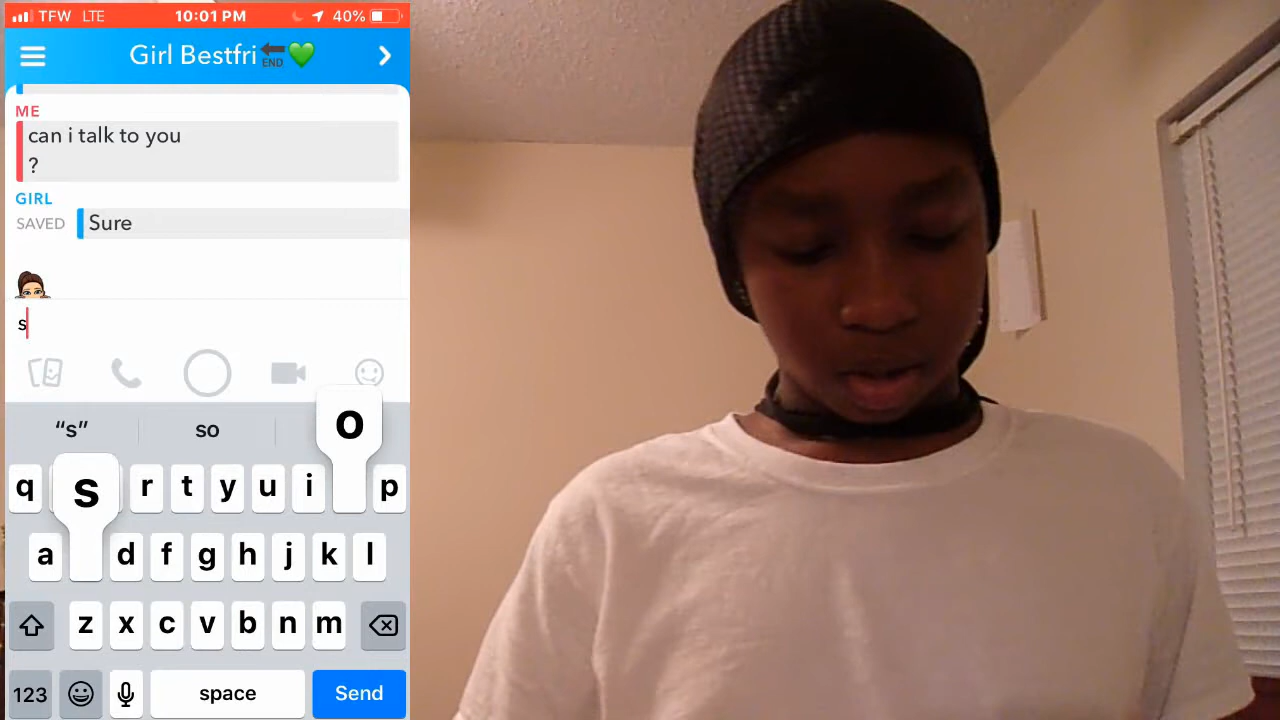 TFW LTE 10:01 PM 40%
Girl Bestfri🔙💚
ME
can i talk to you
?
GIRL
SAVED Sure
s
“s” so
o
q s r t y u i p
a d f g h j k l
z x c v b n m
123 space Send